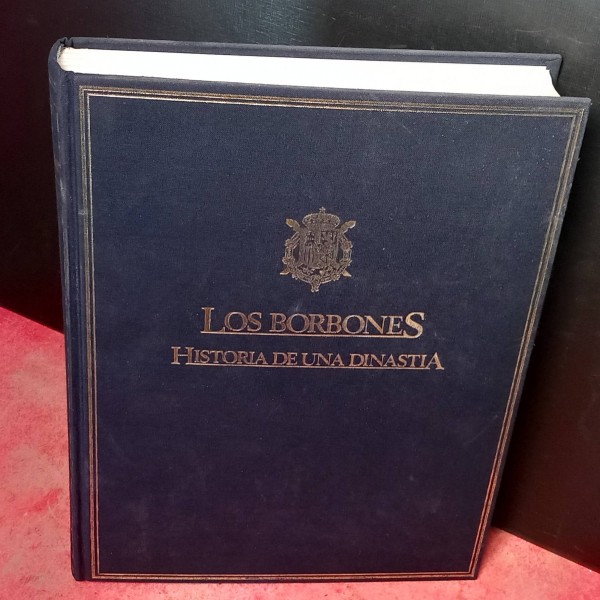 LOS BORBONES
HISTORIA DE UNA DINASTIA